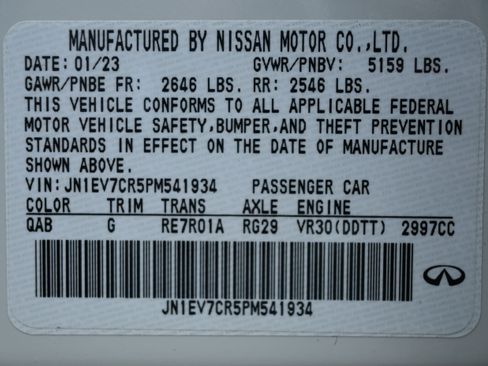 MANUFACTURED BY NISSAN MOTOR CO.,LTD.
DATE: 01/23 GVWR/PNBV: 5159 LBS.
GAWR/PNBE FR: 2646 LBS. RR: 2546 LBS.
THIS VEHICLE CONFORMS TO ALL APPLICABLE FEDERAL
MOTOR VEHICLE SAFETY,BUMPER,AND THEFT PREVENTION
STANDARDS IN EFFECT ON THE DATE OF MANUFACTURE
SHOWN ABOVE.
VIN:JN1EV7CR5PM541934 PASSENGER CAR
COLOR TRIM TRANS AXLE ENGINE
QAB G RE7R01A RG29 VR30(DDTT) 2997CC
JN1EV7CR5PM541934